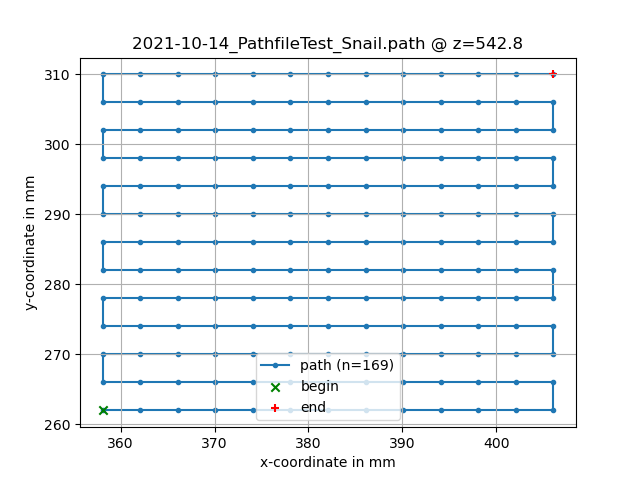 2021-10-14_PathfileTest_Snail.path @ z=542.8
310
300
290
280
270
260
y-coordinate in mm
path (n=169)
begin
end
360 370 380 390 400
x-coordinate in mm